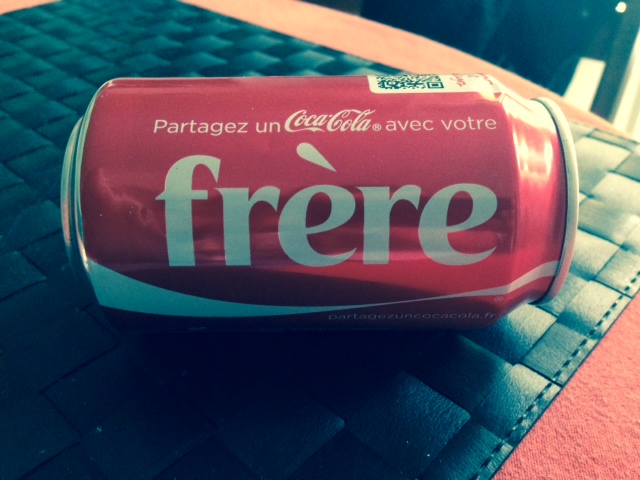 Partagez un Coca-Cola® avec votre
frère
partagezuncocacola.fr